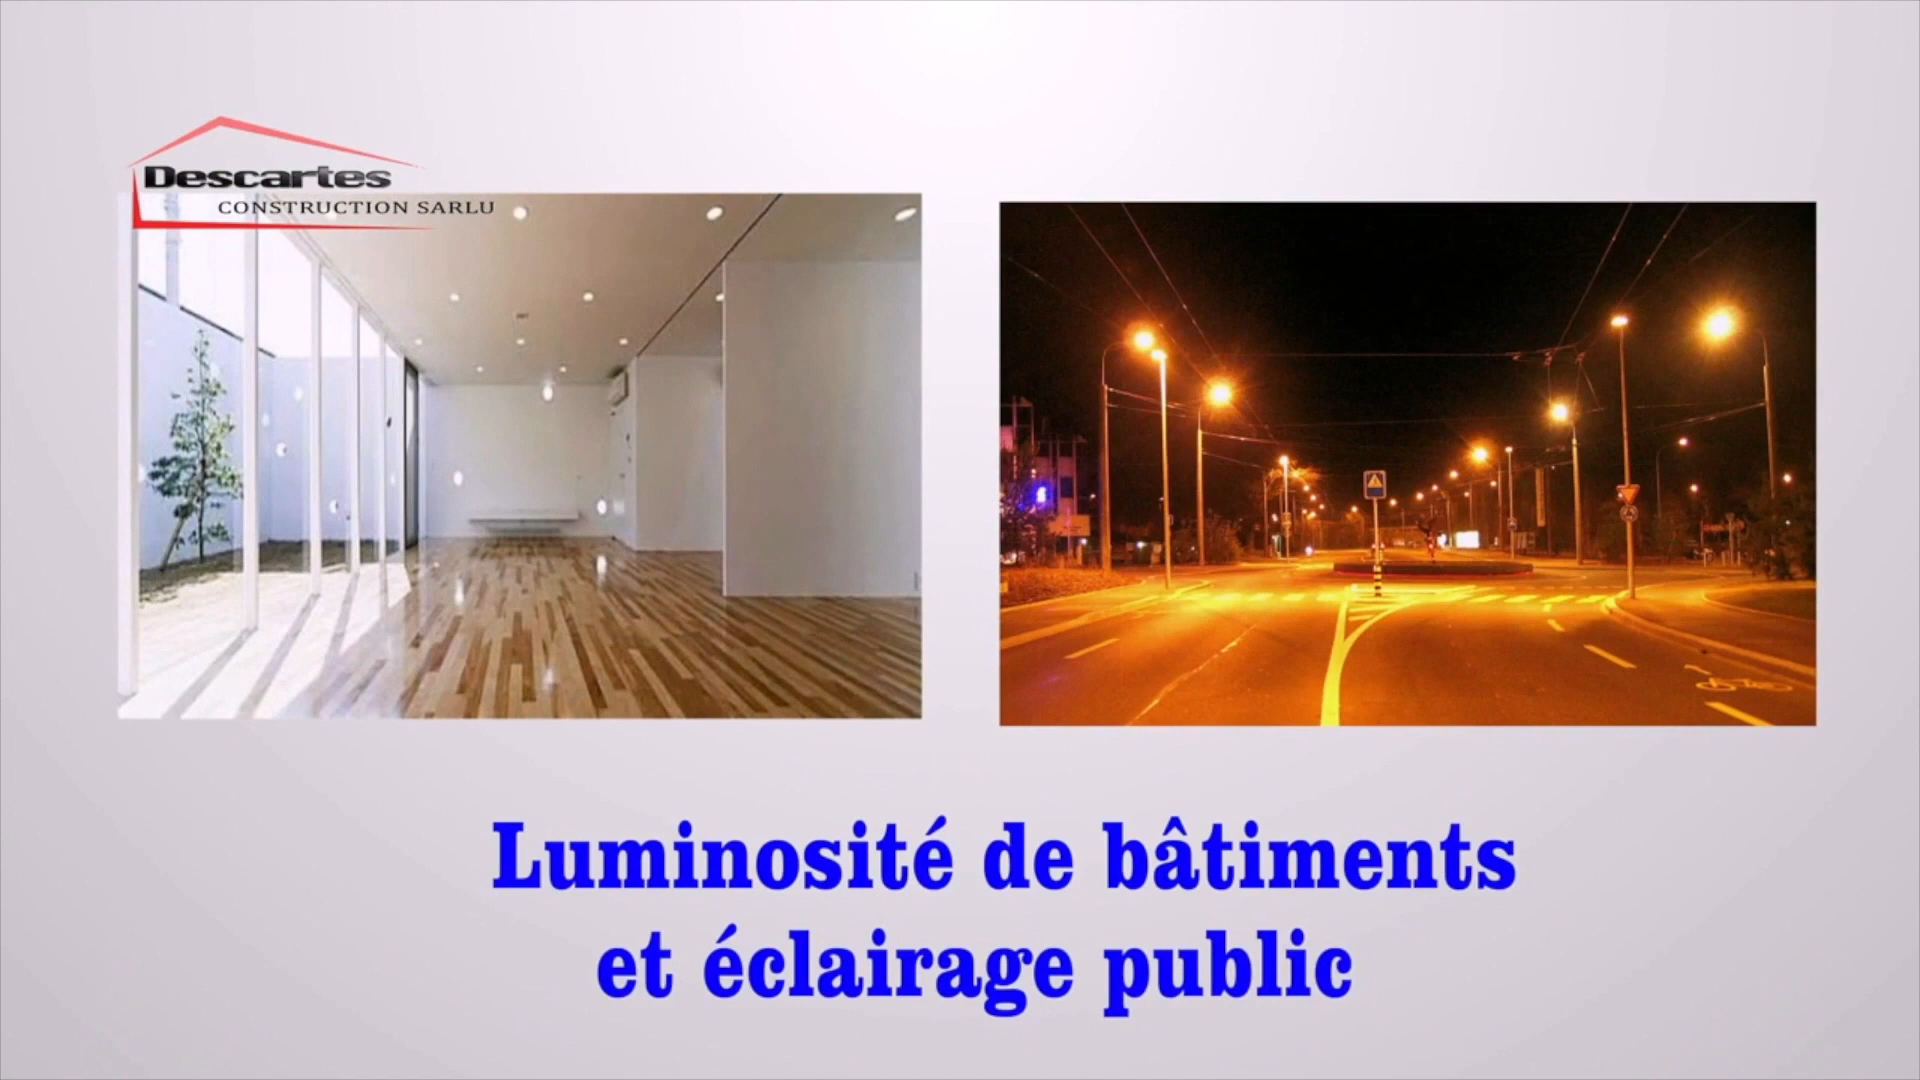 Descartes
CONSTRUCTION SARLU
Luminosité de bâtiments
et éclairage public